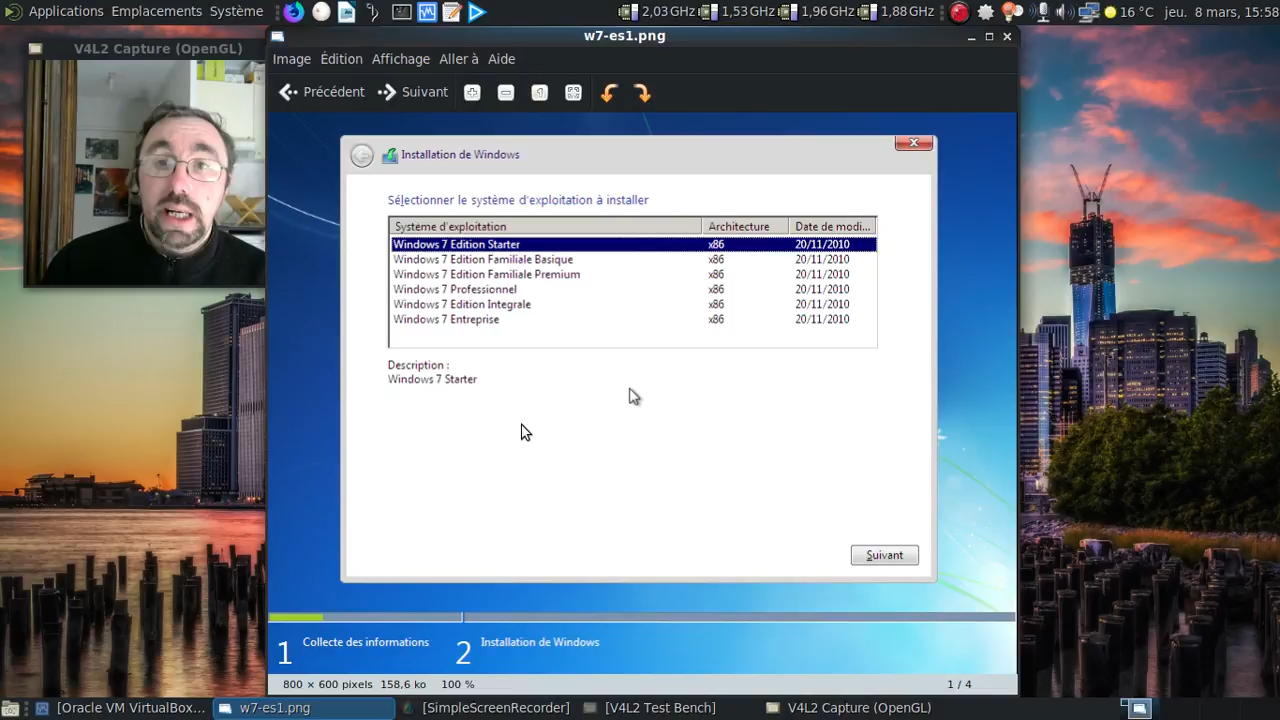 Applications Emplacements Système 2,03 GHz 1,53 GHz 1,96 GHz 1,88 GHz 16 °C jeu. 8 mars, 15:58
V4L2 Capture (OpenGL)
w7-es1.png
Image Édition Affichage Aller à Aide
Précédent Suivant
Installation de Windows
Sélectionner le système d'exploitation à installer
Système d'exploitation Architecture Date de modi...
Windows 7 Edition Starter x86 20/11/2010
Windows 7 Edition Familiale Basique x86 20/11/2010
Windows 7 Edition Familiale Premium x86 20/11/2010
Windows 7 Professionnel x86 20/11/2010
Windows 7 Edition Integrale x86 20/11/2010
Windows 7 Entreprise x86 20/11/2010
Description :
Windows 7 Starter
Suivant
1 Collecte des informations 2 Installation de Windows
800 × 600 pixels 158,6 ko 100 % 1 / 4
[Oracle VM VirtualBox... w7-es1.png [SimpleScreenRecorder] [V4L2 Test Bench] V4L2 Capture (OpenGL)